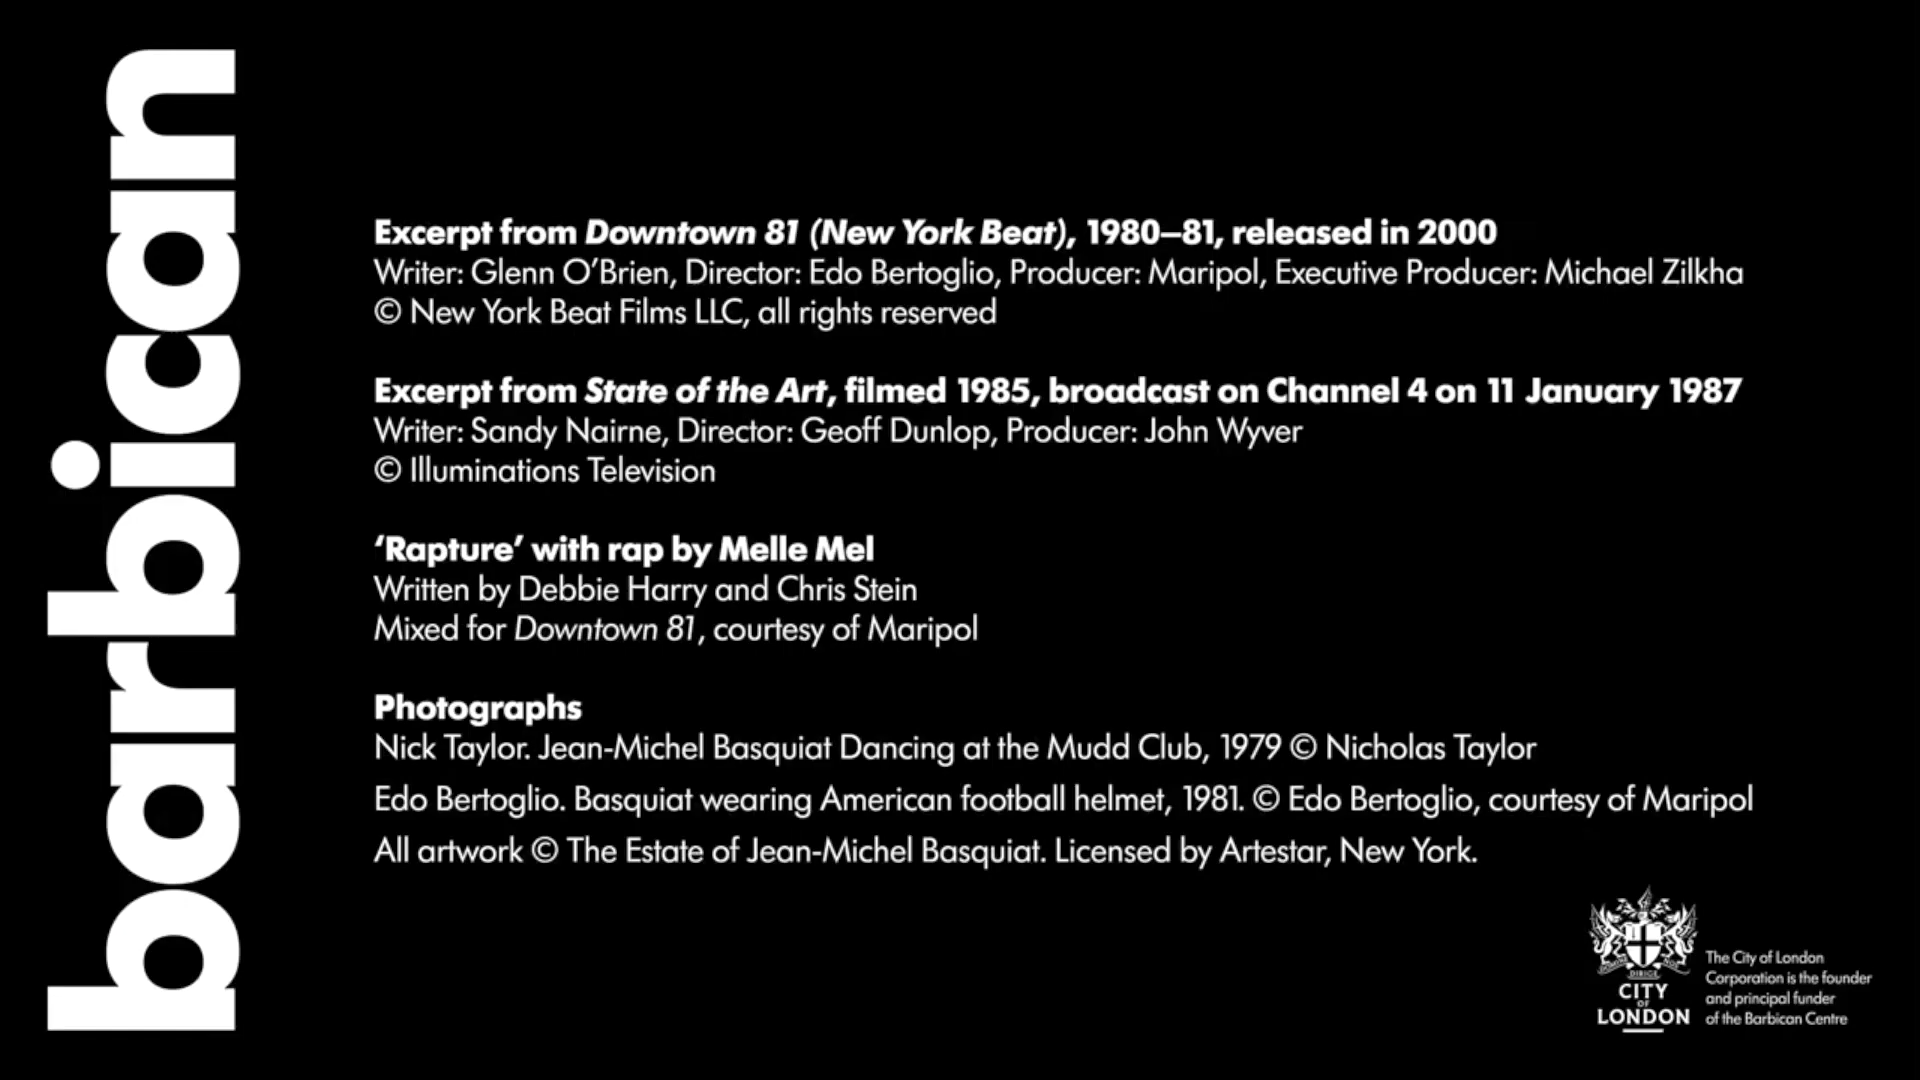 barbican
Excerpt from Downtown 81 (New York Beat), 1980–81, released in 2000
Writer: Glenn O’Brien, Director: Edo Bertoglio, Producer: Maripol, Executive Producer: Michael Zilkha
© New York Beat Films LLC, all rights reserved
Excerpt from State of the Art, filmed 1985, broadcast on Channel 4 on 11 January 1987
Writer: Sandy Nairne, Director: Geoff Dunlop, Producer: John Wyver
© Illuminations Television
‘Rapture’ with rap by Melle Mel
Written by Debbie Harry and Chris Stein
Mixed for Downtown 81, courtesy of Maripol
Photographs
Nick Taylor. Jean-Michel Basquiat Dancing at the Mudd Club, 1979 © Nicholas Taylor
Edo Bertoglio. Basquiat wearing American football helmet, 1981. © Edo Bertoglio, courtesy of Maripol
All artwork © The Estate of Jean-Michel Basquiat. Licensed by Artestar, New York.
DOMINE DIRIGE NOS
CITY
OF
LONDON
The City of London
Corporation is the founder
and principal funder
of the Barbican Centre